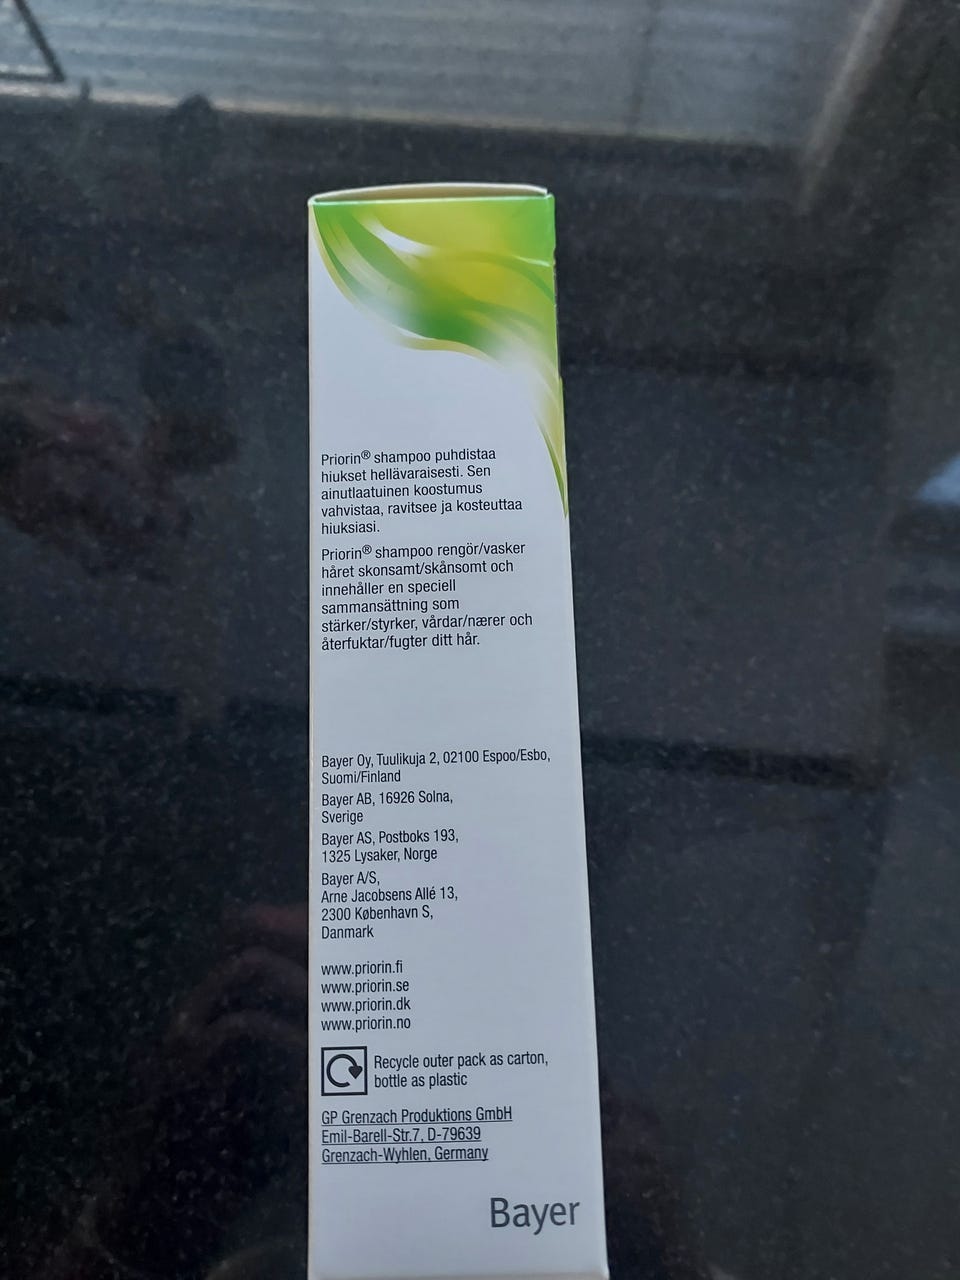 Priorin® shampoo puhdistaa
hiukset hellävaraisesti. Sen
ainutlaatuinen koostumus
vahvistaa, ravitsee ja kosteuttaa
hiuksiasi.
Priorin® shampoo rengör/vasker
håret skonsamt/skånsomt och
innehåller en speciell
sammansättning som
stärker/styrker, vårdar/nærer och
återfuktar/fugter ditt hår.
Bayer Oy, Tuulikuja 2, 02100 Espoo/Esbo,
Suomi/Finland
Bayer AB, 16926 Solna,
Sverige
Bayer AS, Postboks 193,
1325 Lysaker, Norge
Bayer A/S,
Arne Jacobsens Allé 13,
2300 København S,
Danmark
www.priorin.fi
www.priorin.se
www.priorin.dk
www.priorin.no
Recycle outer pack as carton,
bottle as plastic
GP Grenzach Produktions GmbH
Emil-Barell-Str.7, D-79639
Grenzach-Wyhlen, Germany
Bayer